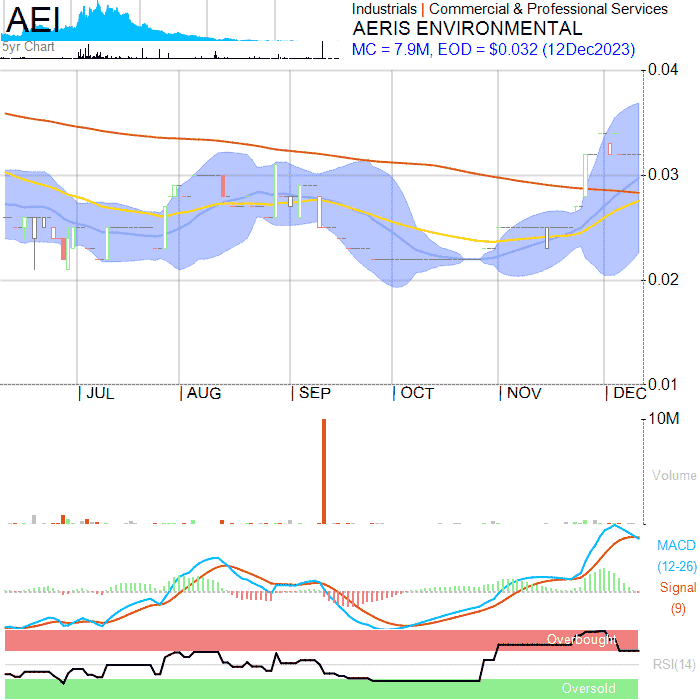 AEI
5yr Chart
Industrials | Commercial & Professional Services
AERIS ENVIRONMENTAL
MC = 7.9M, EOD = $0.032 (12Dec2023)
0.04
0.03
0.02
0.01
JUL
AUG
SEP
OCT
NOV
DEC
10M
Volume
MACD
(12-26)
Signal
(9)
Overbought
RSI(14)
Oversold